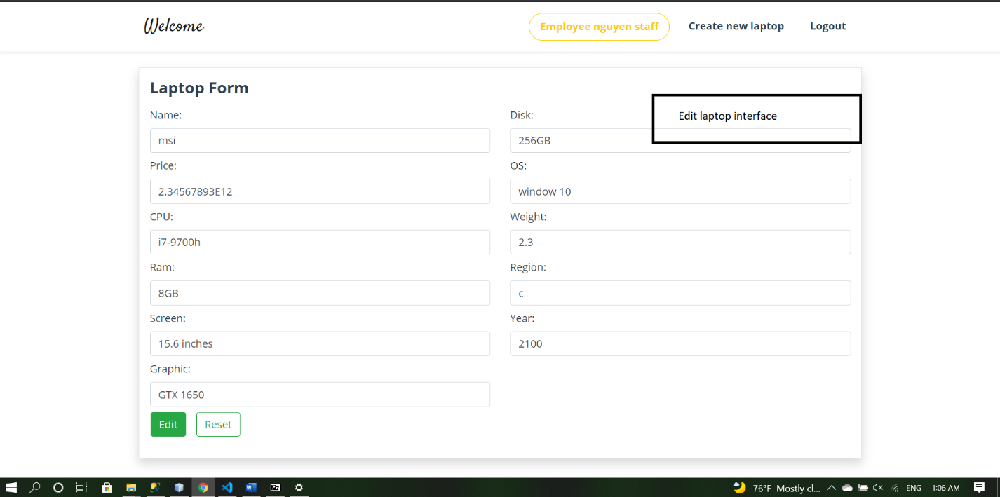 Welcome
Employee nguyen staff
Create new laptop
Logout
Laptop Form
Edit laptop interface
Name:
msi
Price:
2.34567893E12
CPU:
i7-9700h
Ram:
8GB
Screen:
15.6 inches
Graphic:
GTX 1650
Disk:
256GB
OS:
window 10
Weight:
2.3
Region:
c
Year:
2100
Edit
Reset
76°F Mostly cl...
ENG
1:06 AM